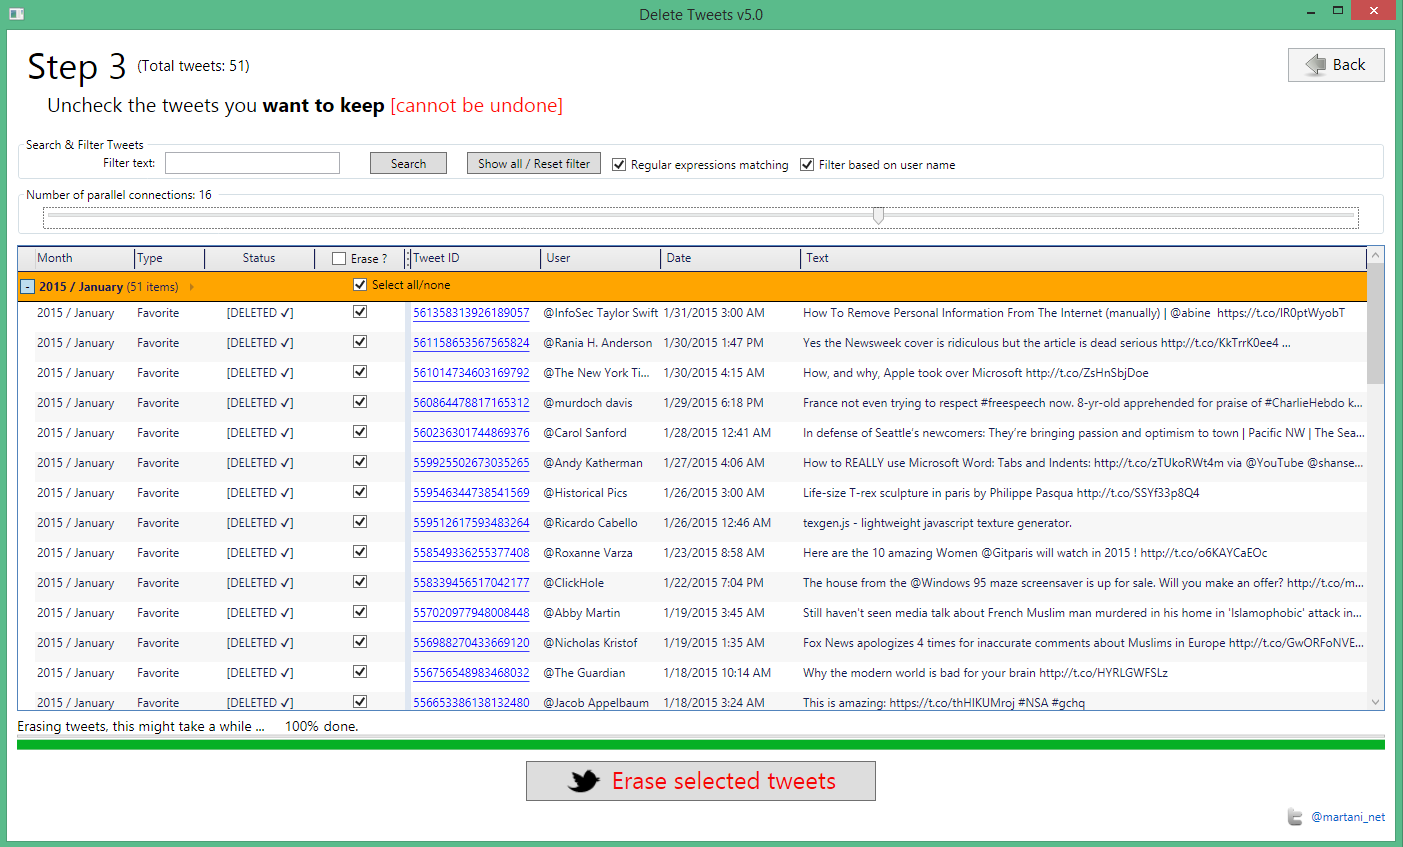 Delete Tweets v5.0
Step 3 (Total tweets: 51)
Back
Uncheck the tweets you want to keep [cannot be undone]
Search & Filter Tweets
Filter text: Search Show all / Reset filter Regular expressions matching Filter based on user name
Number of parallel connections: 16
Month Type Status Erase ? Tweet ID User Date Text
2015 / January (51 items) Select all/none
2015 / January Favorite [DELETED ✓] 561358313926189057 @InfoSec Taylor Swift 1/31/2015 3:00 AM How To Remove Personal Information From The Internet (manually) | @abine https://t.co/IR0ptWyobT
2015 / January Favorite [DELETED ✓] 561158653567565824 @Rania H. Anderson 1/30/2015 1:47 PM Yes the Newsweek cover is ridiculous but the article is dead serious http://t.co/KkTrrK0ee4 ...
2015 / January Favorite [DELETED ✓] 561014734603169792 @The New York Ti... 1/30/2015 4:15 AM How, and why, Apple took over Microsoft http://t.co/ZsHnSbjDoe
2015 / January Favorite [DELETED ✓] 560864478817165312 @murdoch davis 1/29/2015 6:18 PM France not even trying to respect #freespeech now. 8-yr-old apprehended for praise of #CharlieHebdo k...
2015 / January Favorite [DELETED ✓] 560236301744869376 @Carol Sanford 1/28/2015 12:41 AM In defense of Seattle's newcomers: They're bringing passion and optimism to town | Pacific NW | The Sea...
2015 / January Favorite [DELETED ✓] 559925502673035265 @Andy Katherman 1/27/2015 4:06 AM How to REALLY use Microsoft Word: Tabs and Indents: http://t.co/zTUkoRWt4m via @YouTube @shanse...
2015 / January Favorite [DELETED ✓] 559546344738541569 @Historical Pics 1/26/2015 3:00 AM Life-size T-rex sculpture in paris by Philippe Pasqua http://t.co/SSYf33p8Q4
2015 / January Favorite [DELETED ✓] 559512617593483264 @Ricardo Cabello 1/26/2015 12:46 AM texgen.js - lightweight javascript texture generator.
2015 / January Favorite [DELETED ✓] 558549336255377408 @Roxanne Varza 1/23/2015 8:58 AM Here are the 10 amazing Women @Gitparis will watch in 2015 ! http://t.co/o6KAYCaEOc
2015 / January Favorite [DELETED ✓] 558339456517042177 @ClickHole 1/22/2015 7:04 PM The house from the @Windows 95 maze screensaver is up for sale. Will you make an offer? http://t.co/m...
2015 / January Favorite [DELETED ✓] 557020977948008448 @Abby Martin 1/19/2015 3:45 AM Still haven't seen media talk about French Muslim man murdered in his home in 'Islamophobic' attack in...
2015 / January Favorite [DELETED ✓] 556988270433669120 @Nicholas Kristof 1/19/2015 1:35 AM Fox News apologizes 4 times for inaccurate comments about Muslims in Europe http://t.co/GwORFoNVE...
2015 / January Favorite [DELETED ✓] 556756548983468032 @The Guardian 1/18/2015 10:14 AM Why the modern world is bad for your brain http://t.co/HYRLGWFSLz
2015 / January Favorite [DELETED ✓] 556653386138132480 @Jacob Appelbaum 1/18/2015 3:24 AM This is amazing: https://t.co/thHIKUMroj #NSA #gchq
Erasing tweets, this might take a while ... 100% done.
Erase selected tweets
@martani_net